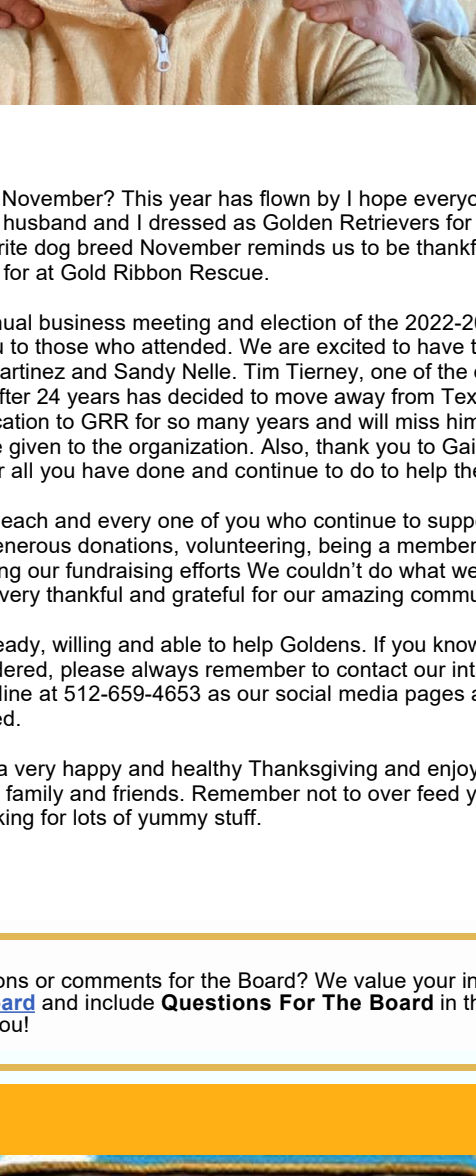 November? This year has flown by I hope everyo
husband and I dressed as Golden Retrievers for
rite dog breed November reminds us to be thankf
for at Gold Ribbon Rescue.
ual business meeting and election of the 2022-20
u to those who attended. We are excited to have t
artinez and Sandy Nelle. Tim Tierney, one of the
fter 24 years has decided to move away from Tex
cation to GRR for so many years and will miss him
e given to the organization. Also, thank you to Gai
r all you have done and continue to do to help the
each and every one of you who continue to supp
enerous donations, volunteering, being a member
ng our fundraising efforts We couldn't do what we
very thankful and grateful for our amazing commu
eady, willing and able to help Goldens. If you know
dered, please always remember to contact our int
line at 512-659-4653 as our social media pages a
ed.
a very happy and healthy Thanksgiving and enjoy
family and friends. Remember not to over feed y
king for lots of yummy stuff.
ons or comments for the Board? We value your in
ard and include Questions For The Board in th
ou!